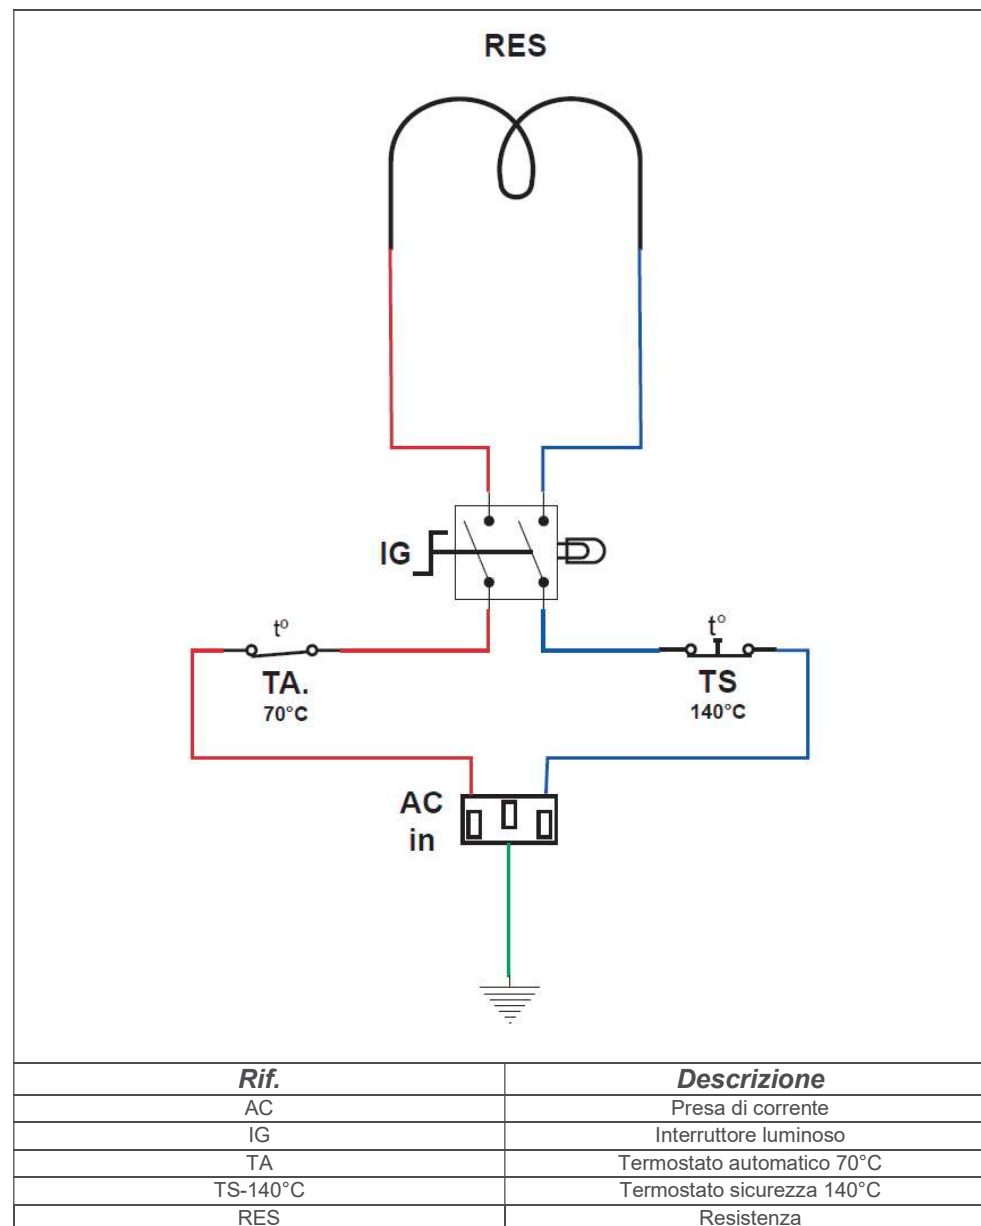 RES
IG
tº
t°
TA.
70°C
TS
140°C
AC
in
Rif. Descrizione
AC Presa di corrente
IG Interruttore luminoso
TA Termostato automatico 70°C
TS-140°C Termostato sicurezza 140°C
RES Resistenza